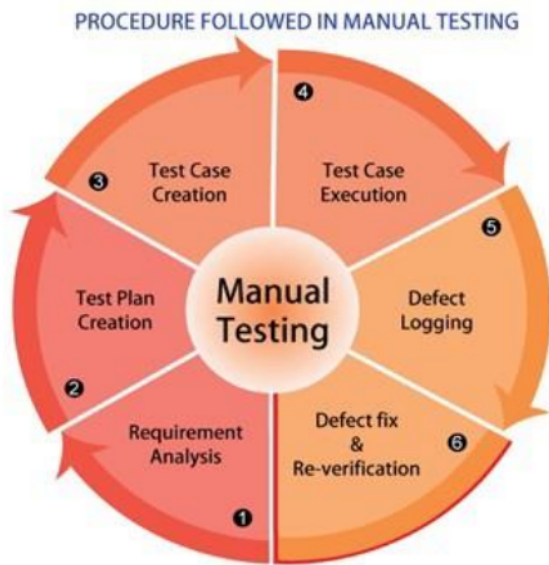 PROCEDURE FOLLOWED IN MANUAL TESTING
1
Requirement
Analysis
2
Test Plan
Creation
3
Test Case
Creation
4
Test Case
Execution
5
Defect
Logging
6
Defect fix
&
Re-verification
Manual
Testing